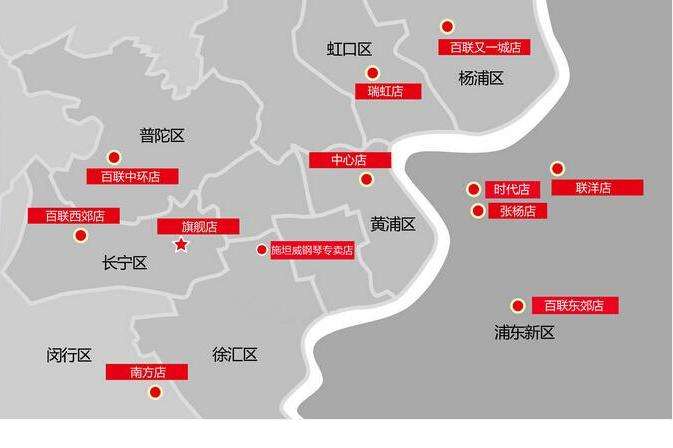 虹口区
百联又一城店
杨浦区
瑞虹店
普陀区
中心店
百联中环店
时代店
联洋店
张杨店
百联西郊店
旗舰店
黄浦区
施坦威钢琴专卖店
长宁区
百联东郊店
浦东新区
闵行区
徐汇区
南方店